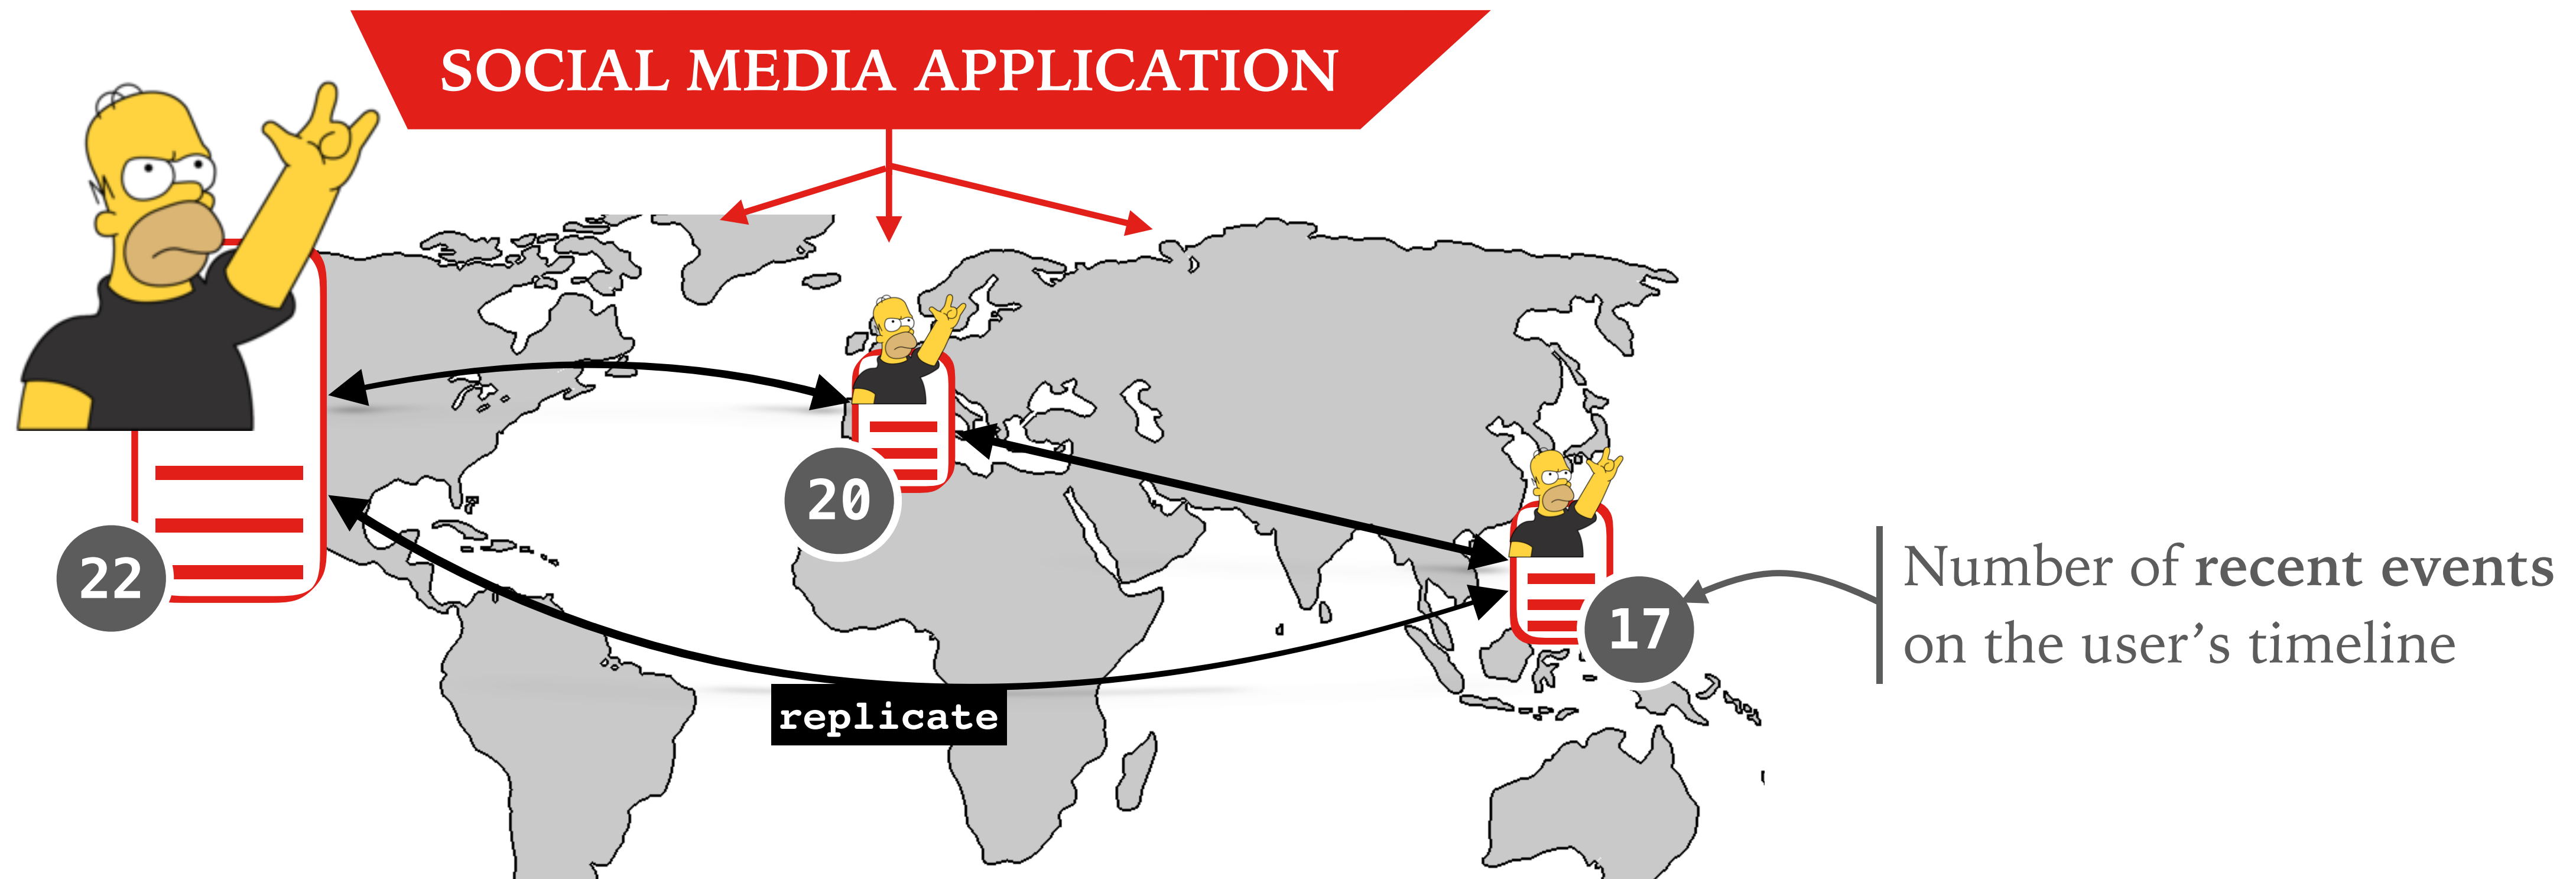 SOCIAL MEDIA APPLICATION
22
20
17
Number of recent events
on the user's timeline
replicate